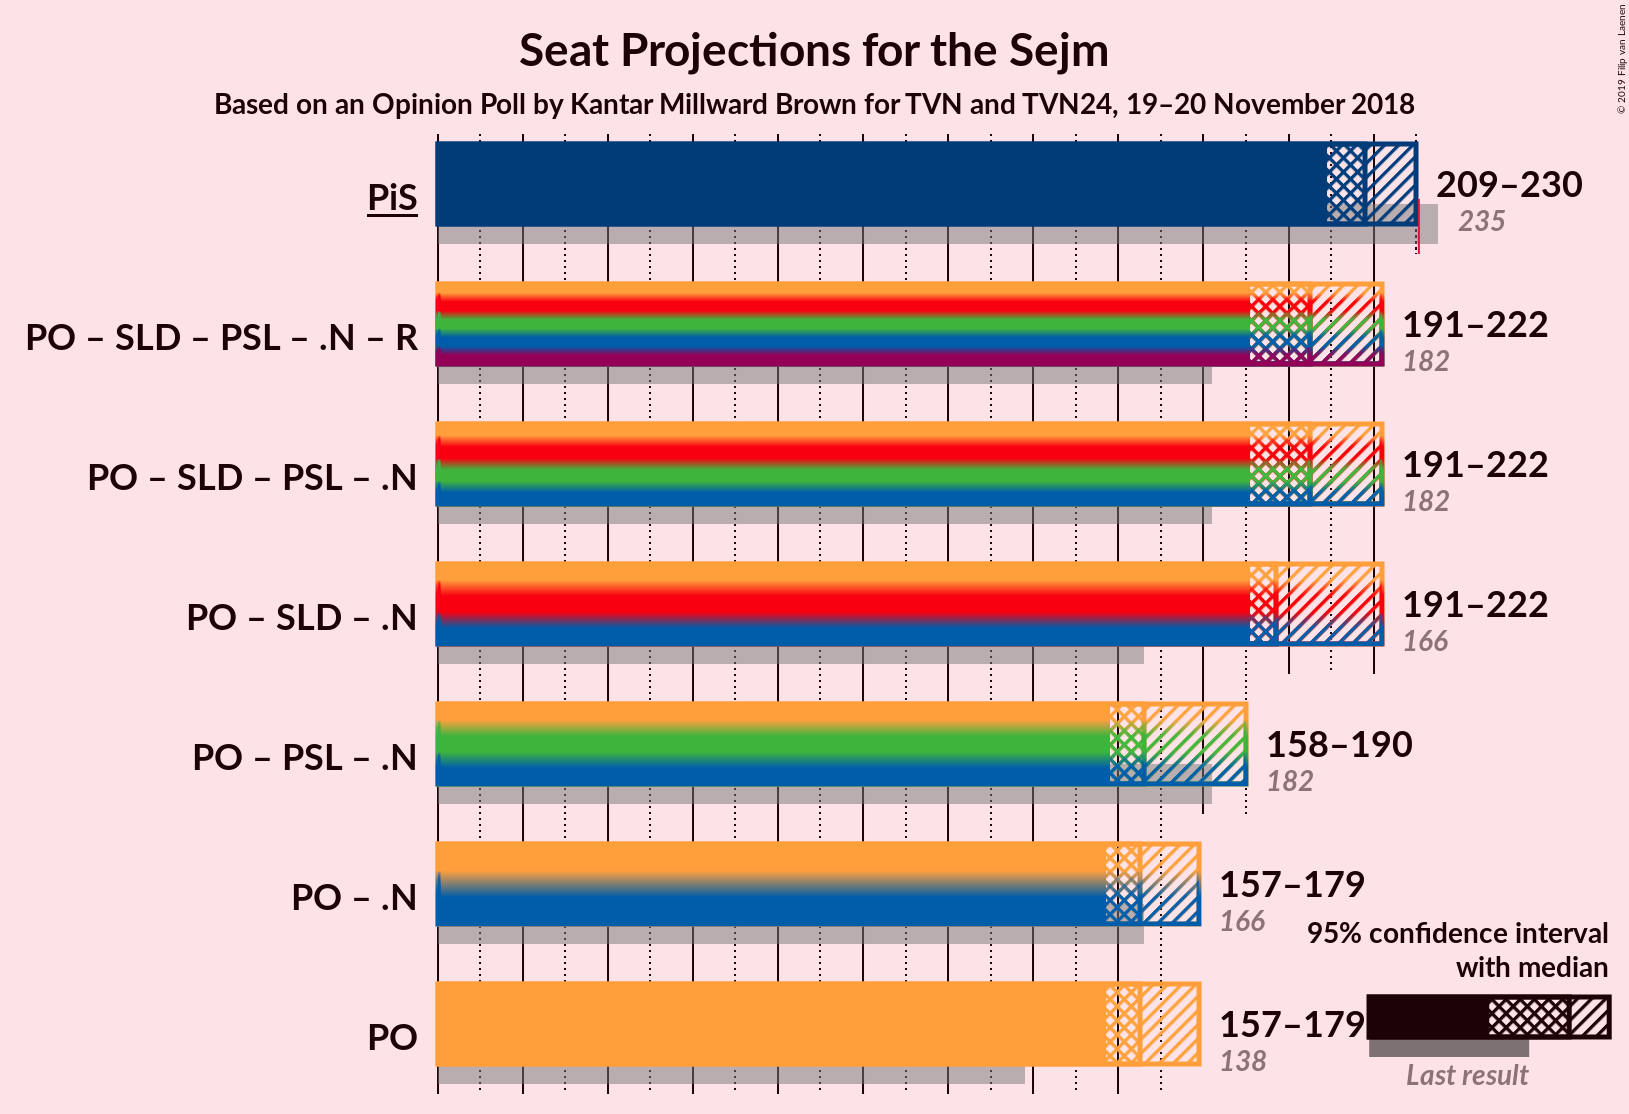 Seat Projections for the Sejm
Based on an Opinion Poll by Kantar Millward Brown for TVN and TVN24, 19–20 November 2018
© 2019 Filip van Laenen
PiS
209–230
235
PO – SLD – PSL – .N – R
191–222
182
PO – SLD – PSL – .N
191–222
182
PO – SLD – .N
191–222
166
PO – PSL – .N
158–190
182
PO – .N
157–179
166
PO
157–179
138
95% confidence interval
with median
Last result